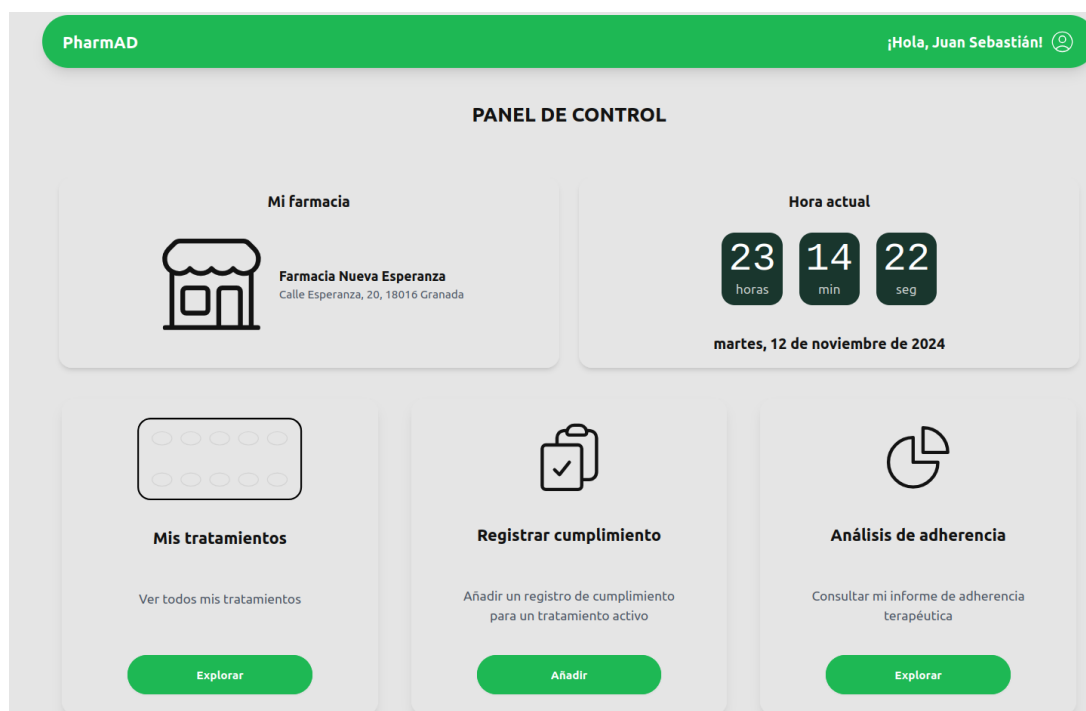 PharmAD
¡Hola, Juan Sebastián!
PANEL DE CONTROL
Mi farmacia
Farmacia Nueva Esperanza
Calle Esperanza, 20, 18016 Granada
Hora actual
23 14 22
horas min seg
martes, 12 de noviembre de 2024
Mis tratamientos
Ver todos mis tratamientos
Explorar
Registrar cumplimiento
Añadir un registro de cumplimiento
para un tratamiento activo
Añadir
Análisis de adherencia
Consultar mi informe de adherencia
terapéutica
Explorar